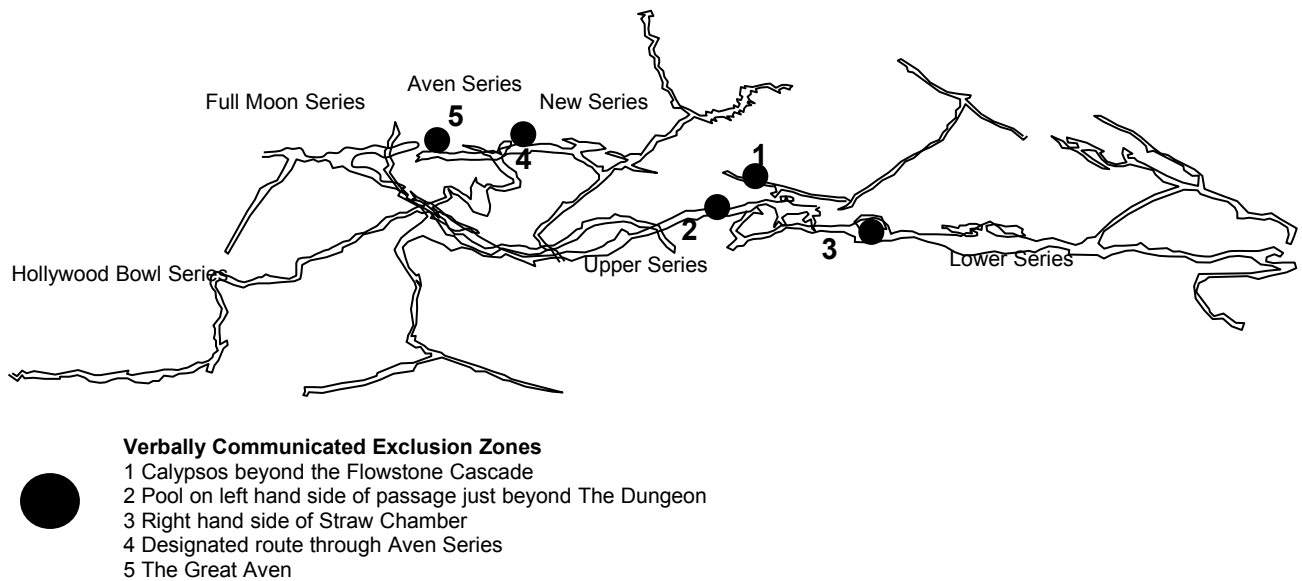 Aven Series
Full Moon Series
5
New Series
4
1
2
3
Hollywood Bowl Series
Upper Series
Lower Series
Verbally Communicated Exclusion Zones
1 Calypsos beyond the Flowstone Cascade
2 Pool on left hand side of passage just beyond The Dungeon
3 Right hand side of Straw Chamber
4 Designated route through Aven Series
5 The Great Aven